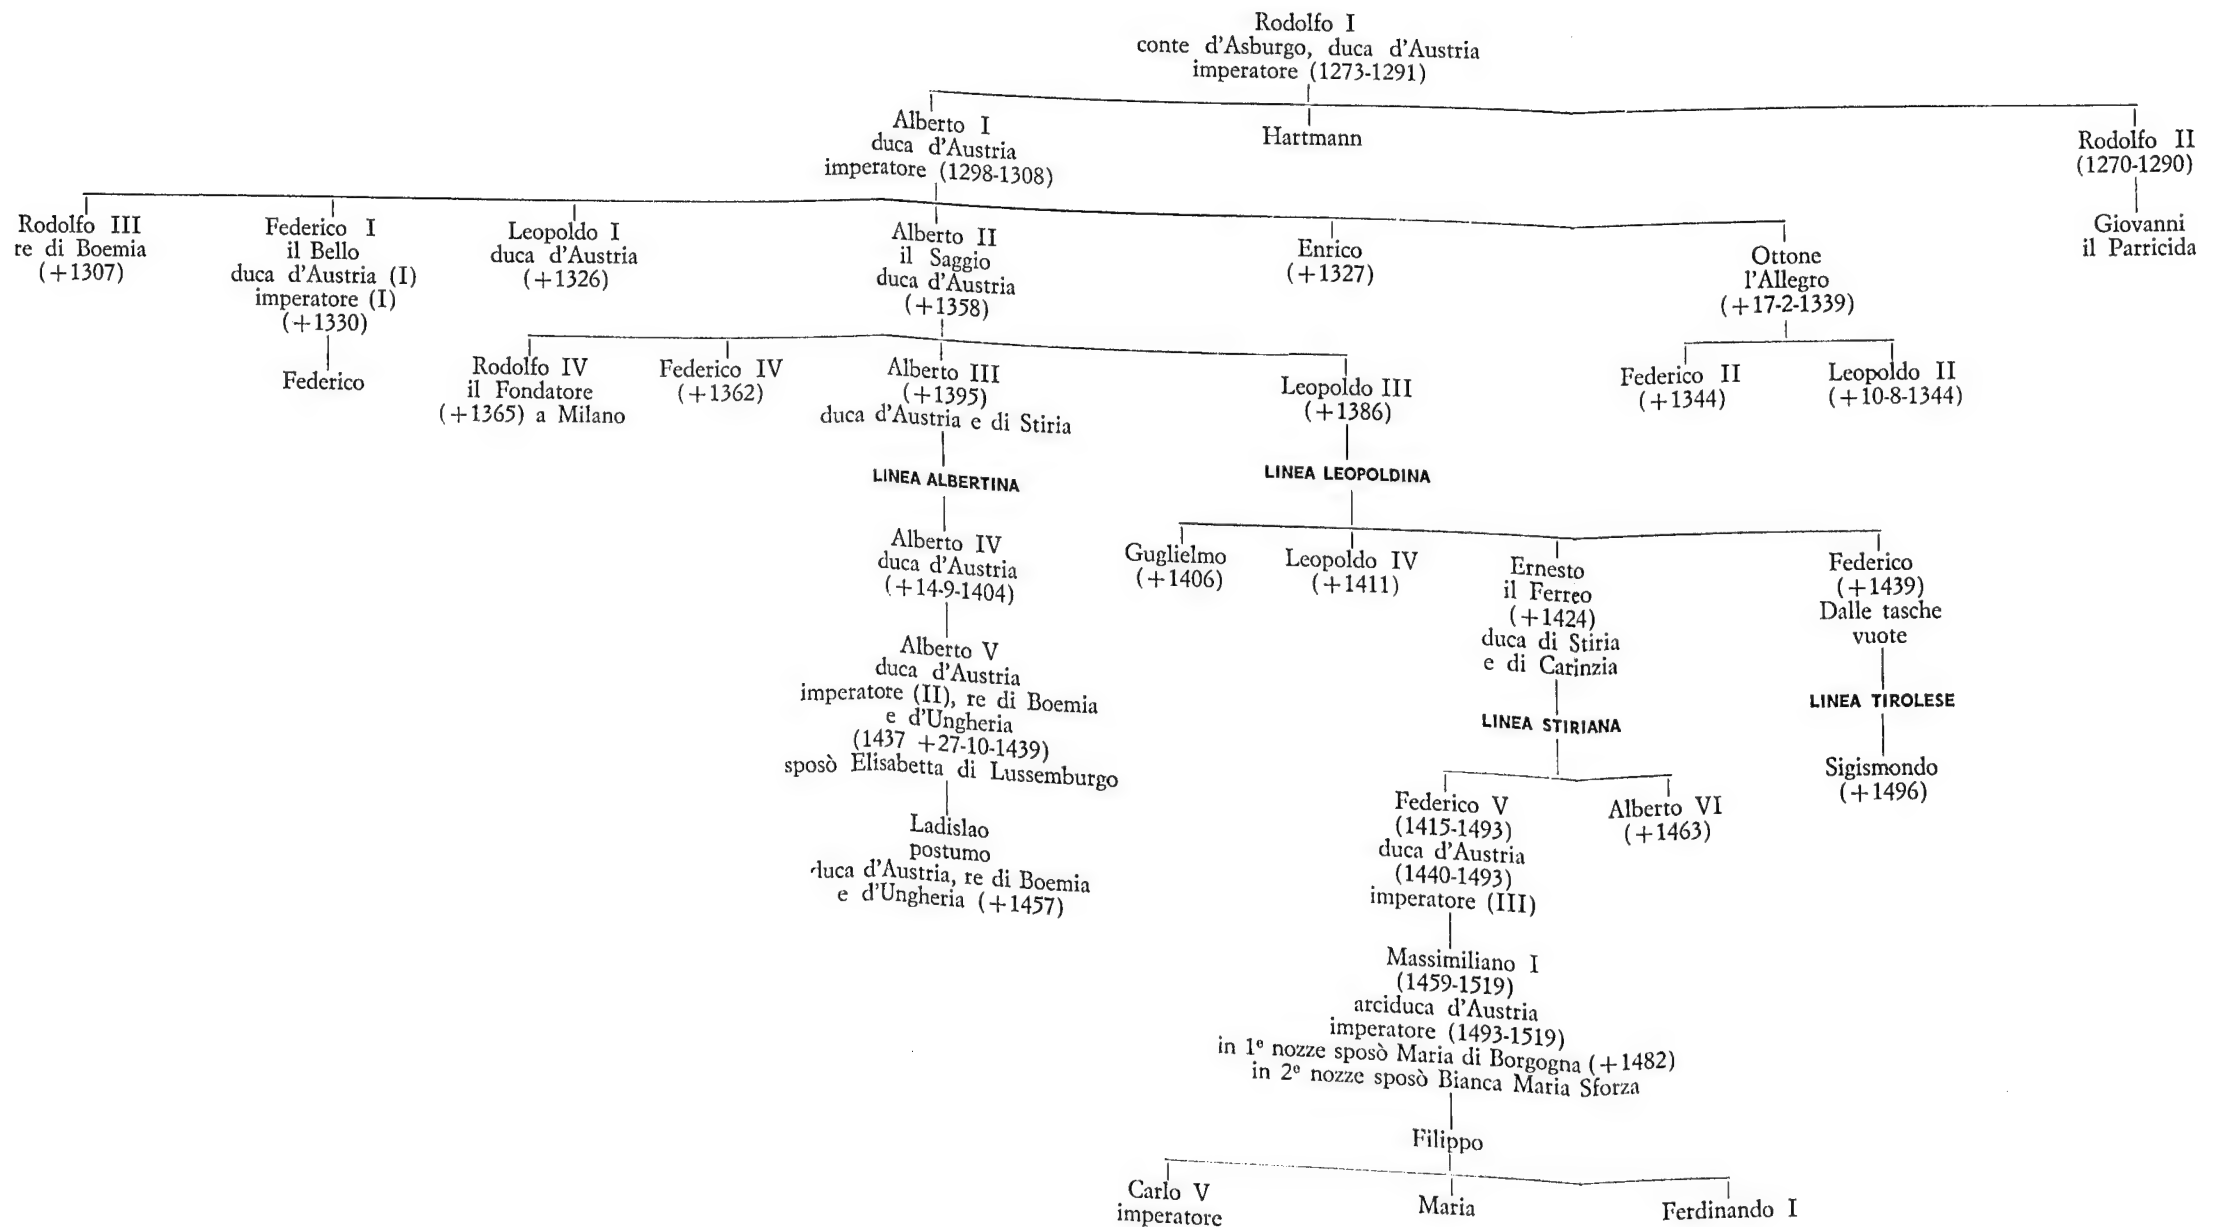 Rodolfo I
conte d'Asburgo, duca d'Austria
imperatore (1273-1291)
Alberto I
duca d'Austria
imperatore (1298-1308)
Hartmann
Rodolfo II
(1270-1290)
Giovanni
il Parricida
Rodolfo III
re di Boemia
(+1307)
Federico I
il Bello
duca d'Austria (I)
imperatore (I)
(+1330)
Federico
Leopoldo I
duca d'Austria
(+1326)
Alberto II
il Saggio
duca d'Austria
(+1358)
Enrico
(+1327)
Ottone
l'Allegro
(+17-2-1339)
Rodolfo IV
il Fondatore
(+1365) a Milano
Federico IV
(+1362)
Alberto III
(+1395)
duca d'Austria e di Stiria
Leopoldo III
(+1386)
Federico II
(+1344)
Leopoldo II
(+10-8-1344)
LINEA ALBERTINA
Alberto IV
duca d'Austria
(+14-9-1404)
Alberto V
duca d'Austria
imperatore (II), re di Boemia
e d'Ungheria
(1437 +27-10-1439)
sposò Elisabetta di Lussemburgo
Ladislao
postumo
duca d'Austria, re di Boemia
e d'Ungheria (+1457)
LINEA LEOPOLDINA
Guglielmo
(+1406)
Leopoldo IV
(+1411)
Ernesto
il Ferreo
(+1424)
duca di Stiria
e di Carinzia
Federico
(+1439)
Dalle tasche
vuote
LINEA STIRIANA
LINEA TIROLESE
Sigismondo
(+1496)
Federico V
(1415-1493)
duca d'Austria
(1440-1493)
imperatore (III)
Alberto VI
(+1463)
Massimiliano I
(1459-1519)
arciduca d'Austria
imperatore (1493-1519)
in 1e nozze sposò Maria di Borgogna (+1482)
in 2e nozze sposò Bianca Maria Sforza
Filippo
Carlo V
imperatore
Maria
Ferdinando I